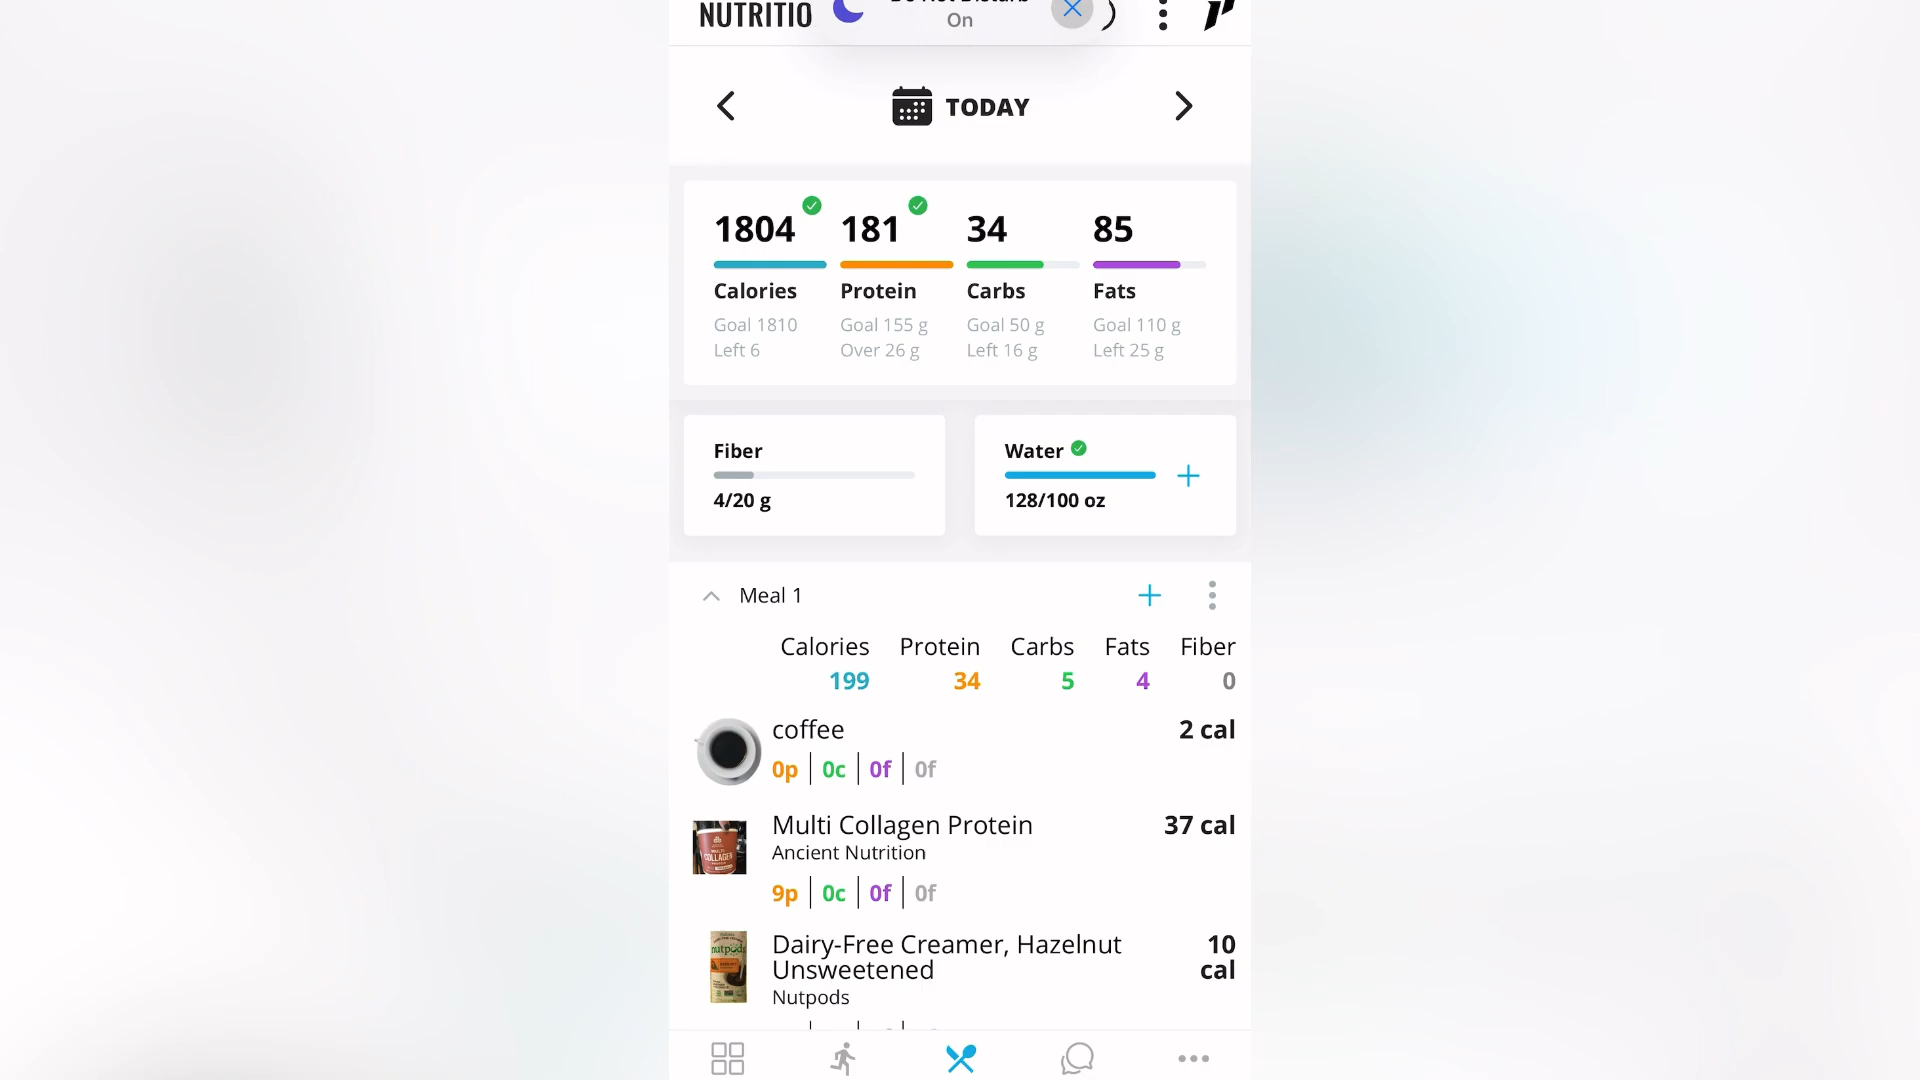 NUTRITIO
On
TODAY
1804 181 34 85
Calories Protein Carbs Fats
Goal 1810 Goal 155 g Goal 50 g Goal 110 g
Left 6 Over 26 g Left 16 g Left 25 g
Fiber
4/20 g
Water
128/100 oz
Meal 1
Calories Protein Carbs Fats Fiber
199 34 5 4 0
coffee 2 cal
0p 0c 0f 0f
Multi Collagen Protein 37 cal
Ancient Nutrition
COLLAGEN
9p 0c 0f 0f
Dairy-Free Creamer, Hazelnut 10
Unsweetened cal
nutpods
Nutpods